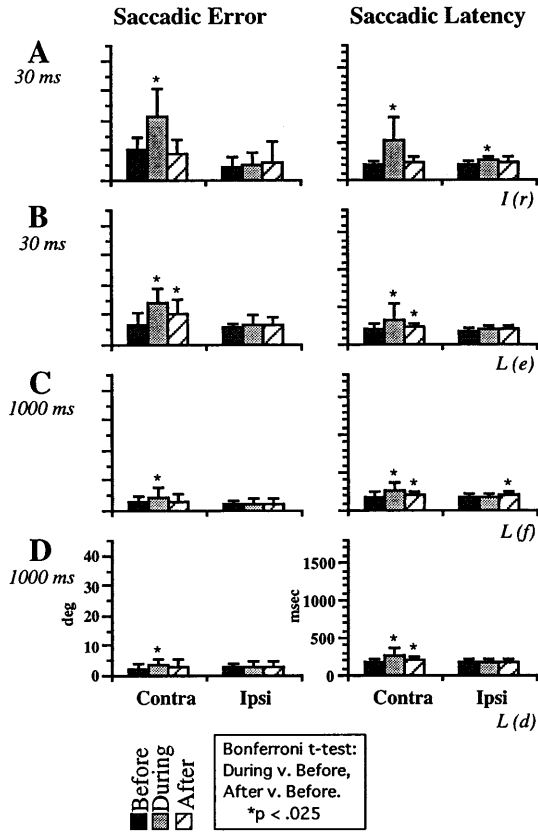 Saccadic Error Saccadic Latency
A
30 ms
* * *
I (r)
B
30 ms
* * * *
L (e)
C
1000 ms
* * * *
L (f)
D
1000 ms
deg
40
30
20
10
0
*
msec
1500
1000
500
0
* *
Contra Ipsi Contra Ipsi
L (d)
Before
During
After
Bonferroni t-test:
During v. Before,
After v. Before.
*p < .025